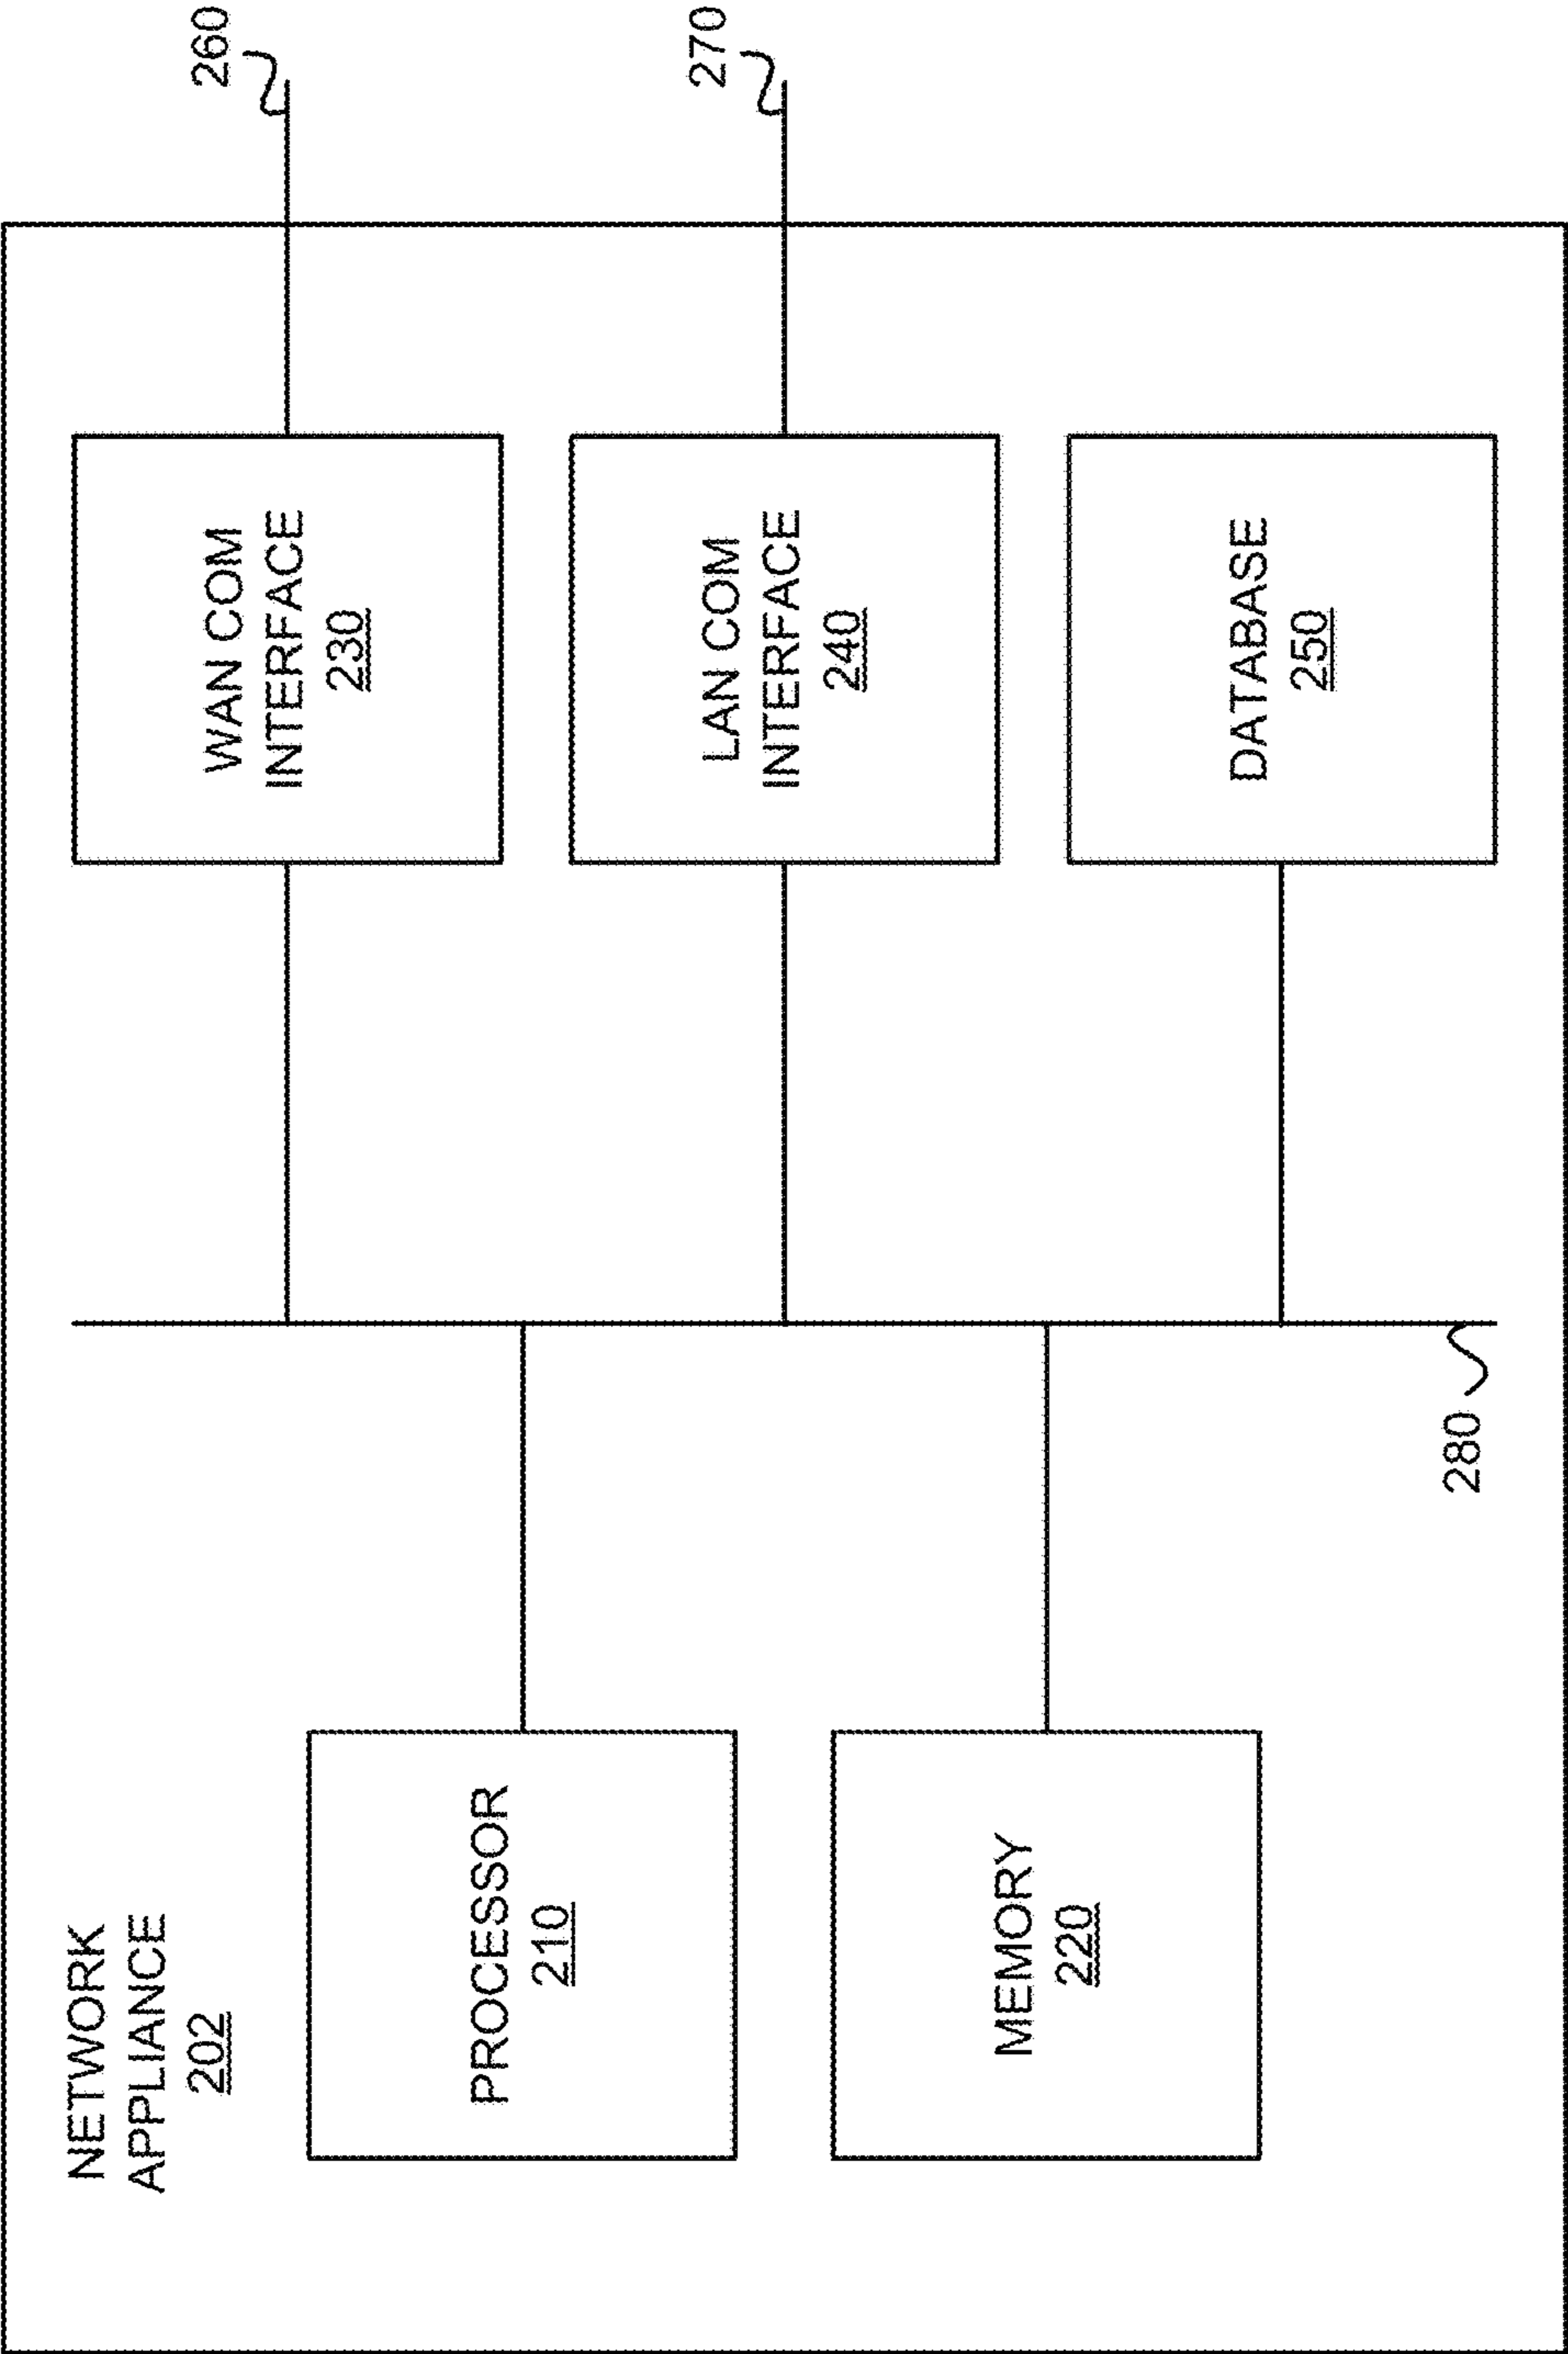 NETWORK
APPLIANCE
202
PROCESSOR
210
MEMORY
220
280
WAN COM
INTERFACE
230
LAN COM
INTERFACE
240
DATABASE
250
260
270